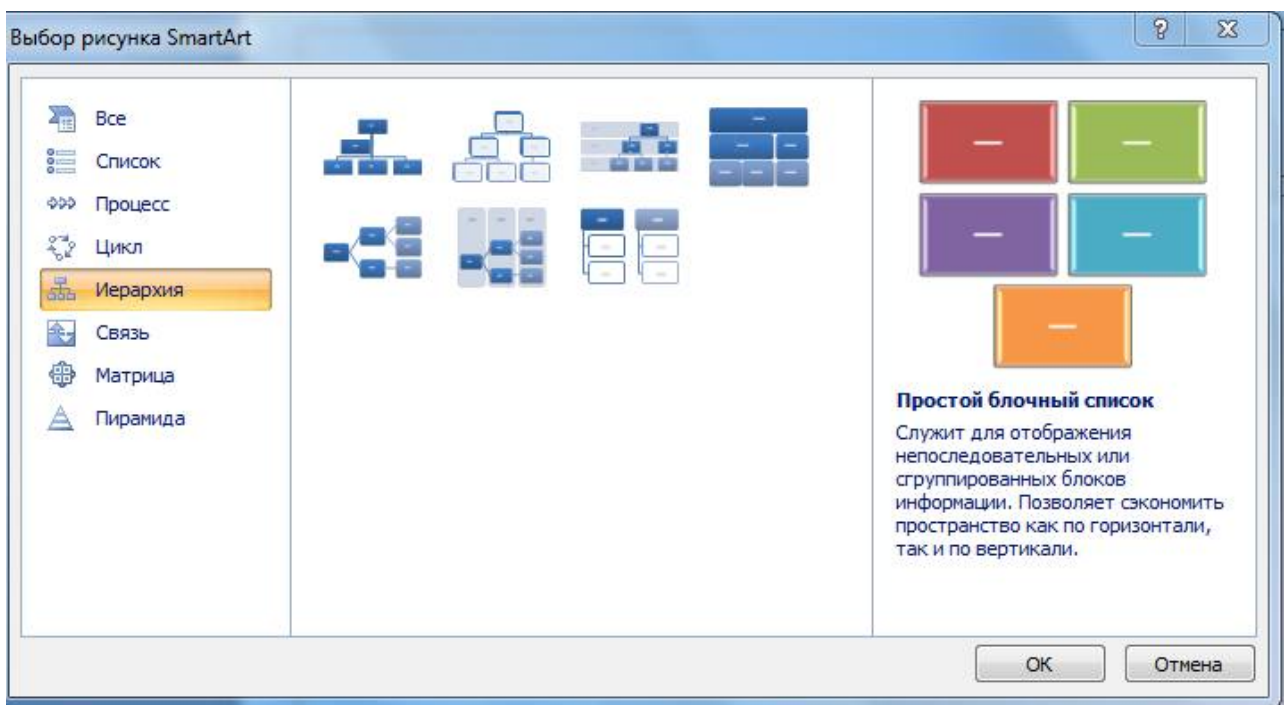 Выбор рисунка SmartArt
Все
Список
Процесс
Цикл
Иерархия
Связь
Матрица
Пирамида
Простой блочный список
Служит для отображения
непоследовательных или
сгруппированных блоков
информации. Позволяет сэкономить
пространство как по горизонтали,
так и по вертикали.
ОК
Отмена